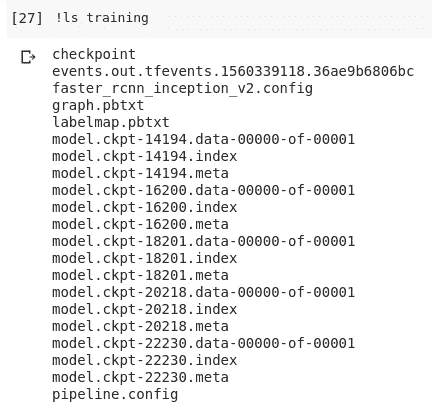 [27] !ls training
checkpoint
events.out.tfevents.1560339118.36ae9b6806bc
faster_rcnn_inception_v2.config
graph.pbtxt
labelmap.pbtxt
model.ckpt-14194.data-00000-of-00001
model.ckpt-14194.index
model.ckpt-14194.meta
model.ckpt-16200.data-00000-of-00001
model.ckpt-16200.index
model.ckpt-16200.meta
model.ckpt-18201.data-00000-of-00001
model.ckpt-18201.index
model.ckpt-18201.meta
model.ckpt-20218.data-00000-of-00001
model.ckpt-20218.index
model.ckpt-20218.meta
model.ckpt-22230.data-00000-of-00001
model.ckpt-22230.index
model.ckpt-22230.meta
pipeline.config